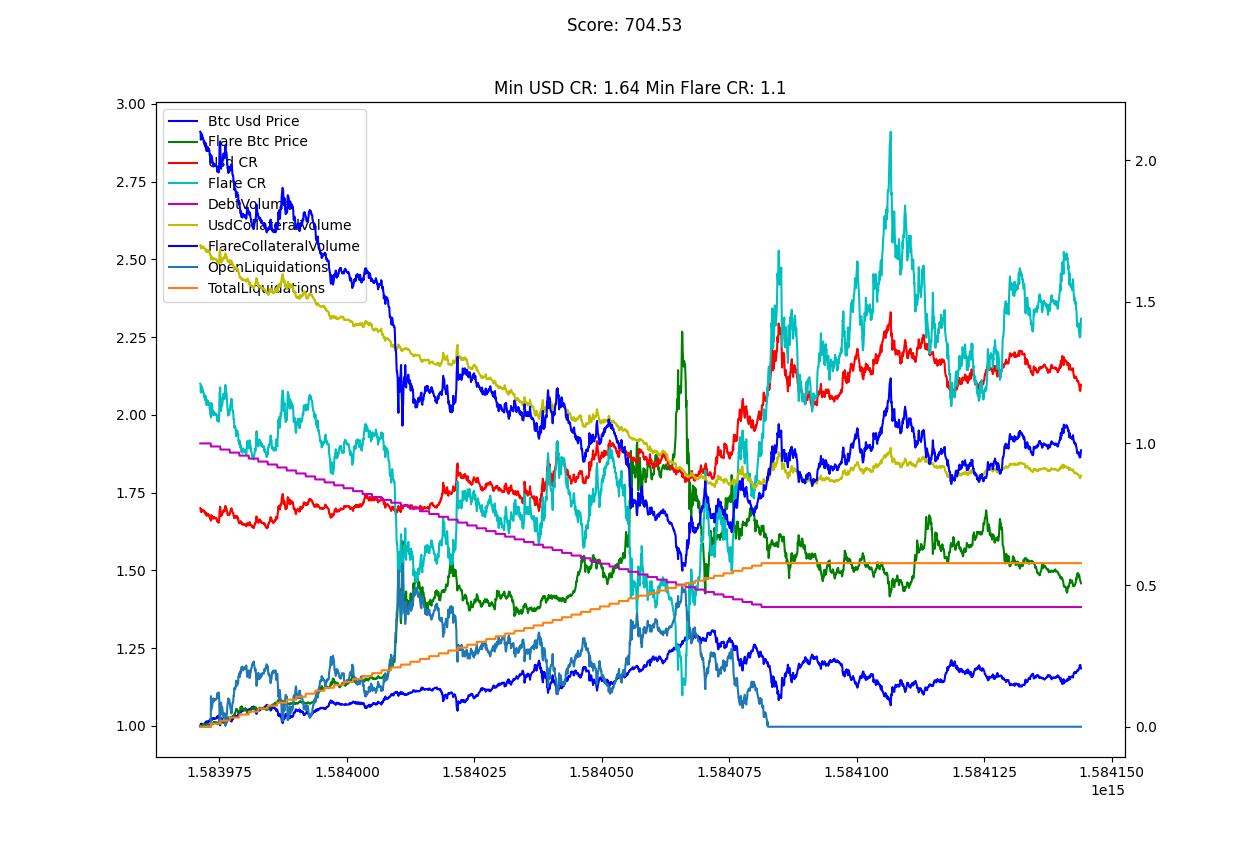 Score: 704.53
Min USD CR: 1.64 Min Flare CR: 1.1
3.00
2.75
2.50
2.25
2.00
1.75
1.50
1.25
1.00
Btc Usd Price
Flare Btc Price
Usd CR
Flare CR
DebtVolume
UsdCollateralVolume
FlareCollateralVolume
OpenLiquidations
TotalLiquidations
2.0
1.5
1.0
0.5
0.0
1.583975 1.584000 1.584025 1.584050 1.584075 1.584100 1.584125 1.584150
1e15